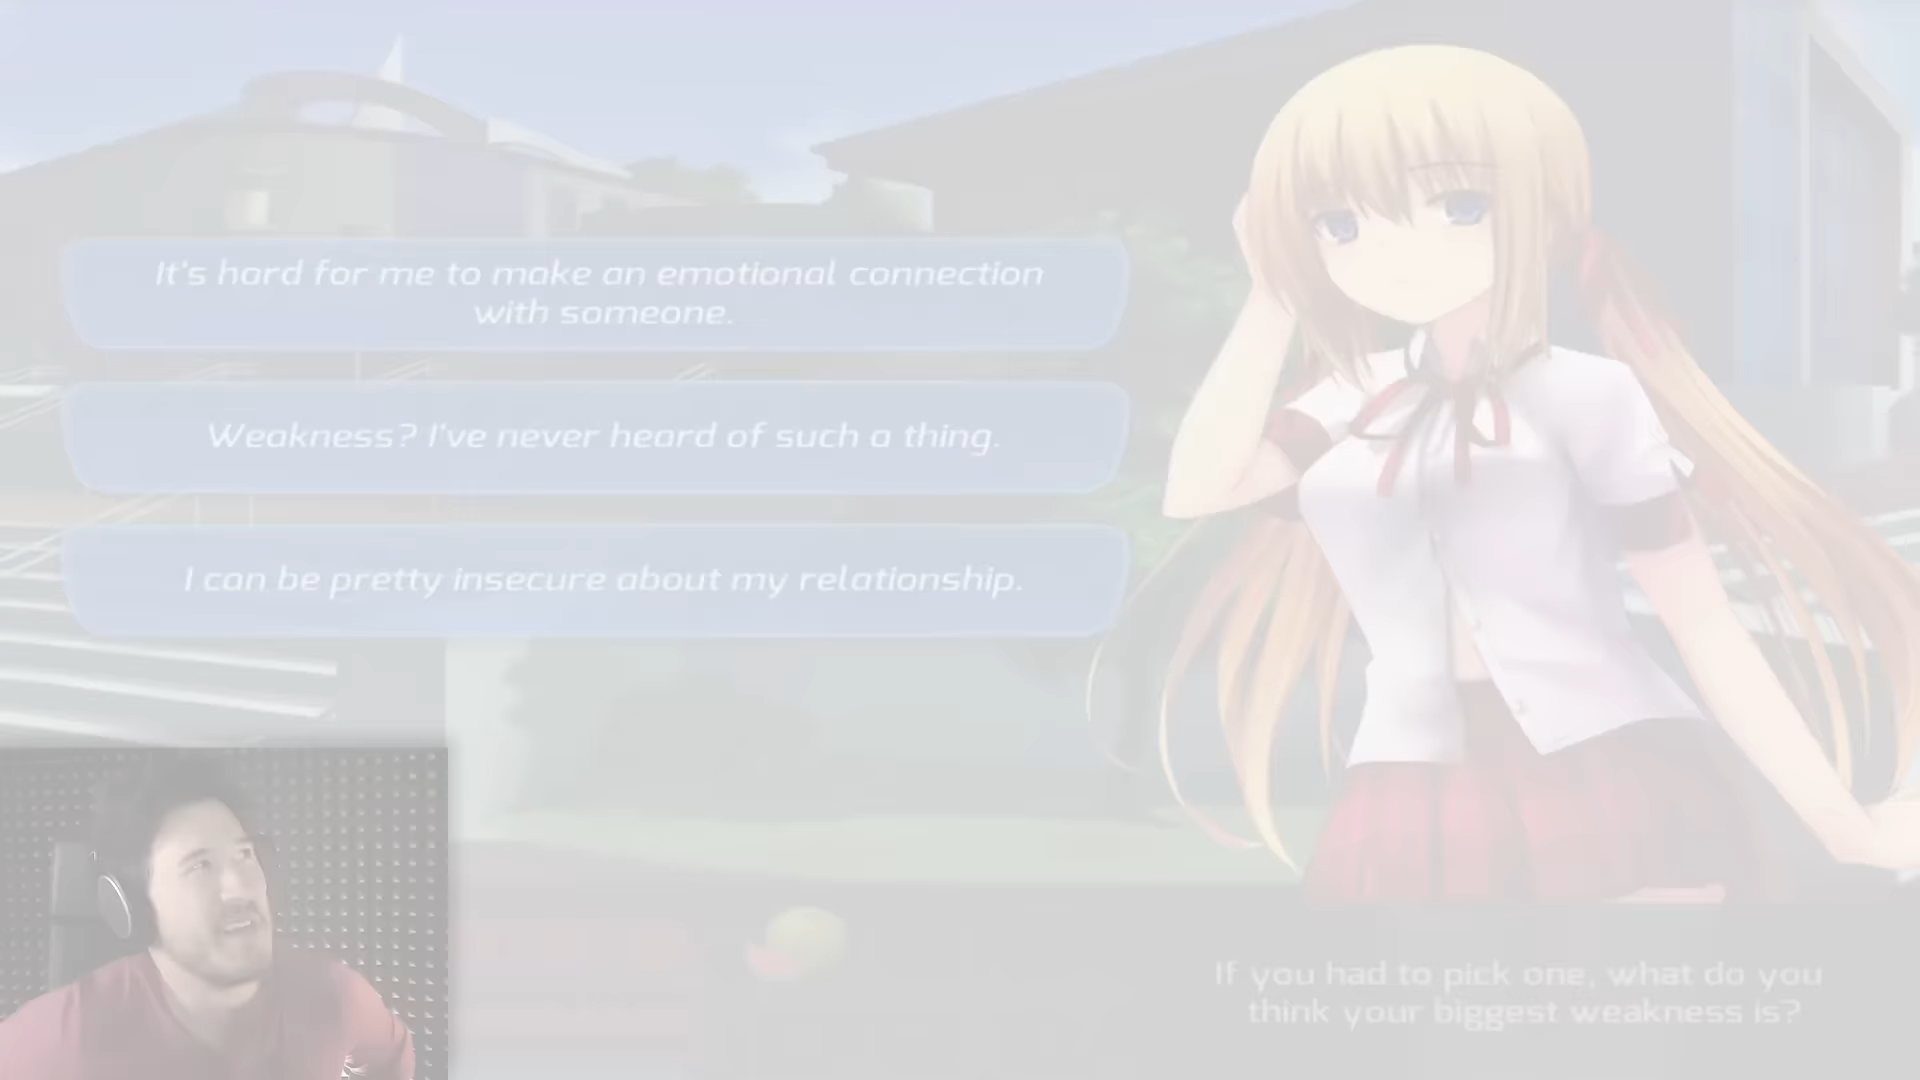 It's hard for me to make an emotional connection
with someone.
Weakness? I've never heard of such a thing.
I can be pretty insecure about my relationship.
If you had to pick one, what do you
think your biggest weakness is?